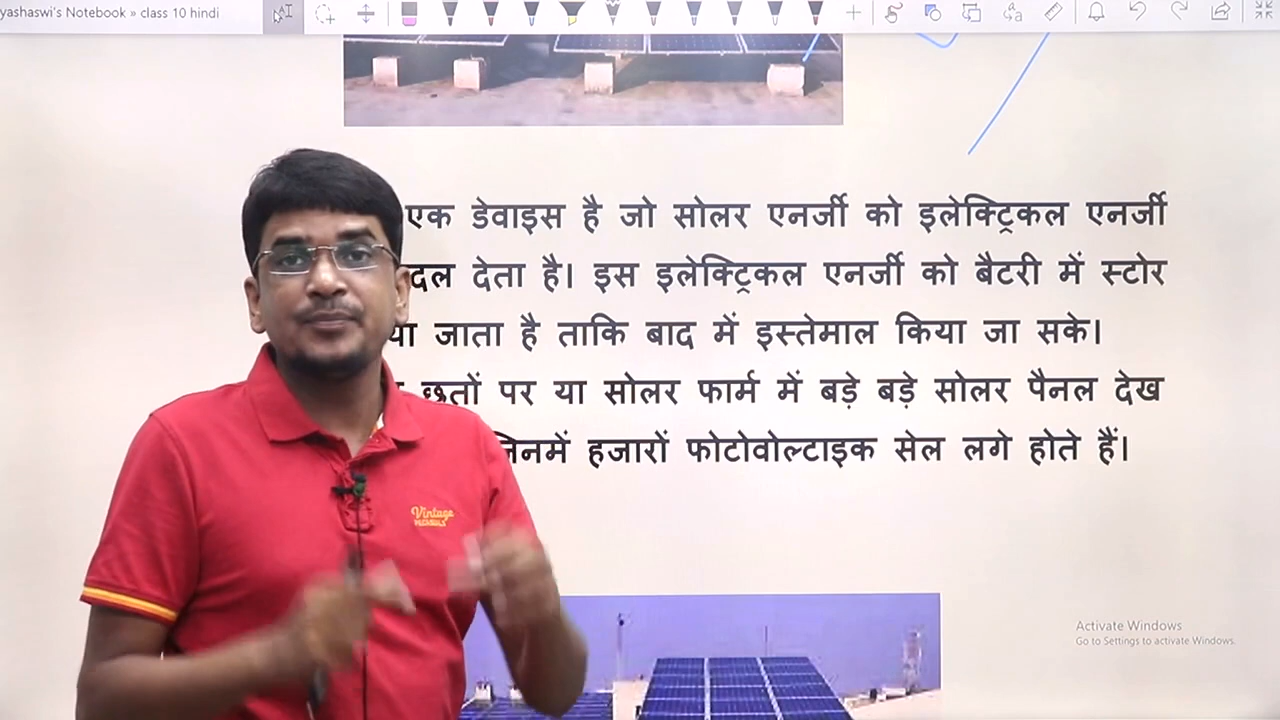 yashaswi's Notebook » class 10 hindi
एक डेवाइस है जो सोलर एनर्जी को इलेक्ट्रिकल एनर्जी
दल देता है। इस इलेक्ट्रिकल एनर्जी को बैटरी में स्टोर
या जाता है ताकि बाद में इस्तेमाल किया जा सके।
छतों पर या सोलर फार्म में बड़े बड़े सोलर पैनल देख
जिनमें हजारों फोटोवोल्टाइक सेल लगे होते हैं।
Vintage
Activate Windows
Go to Settings to activate Windows.